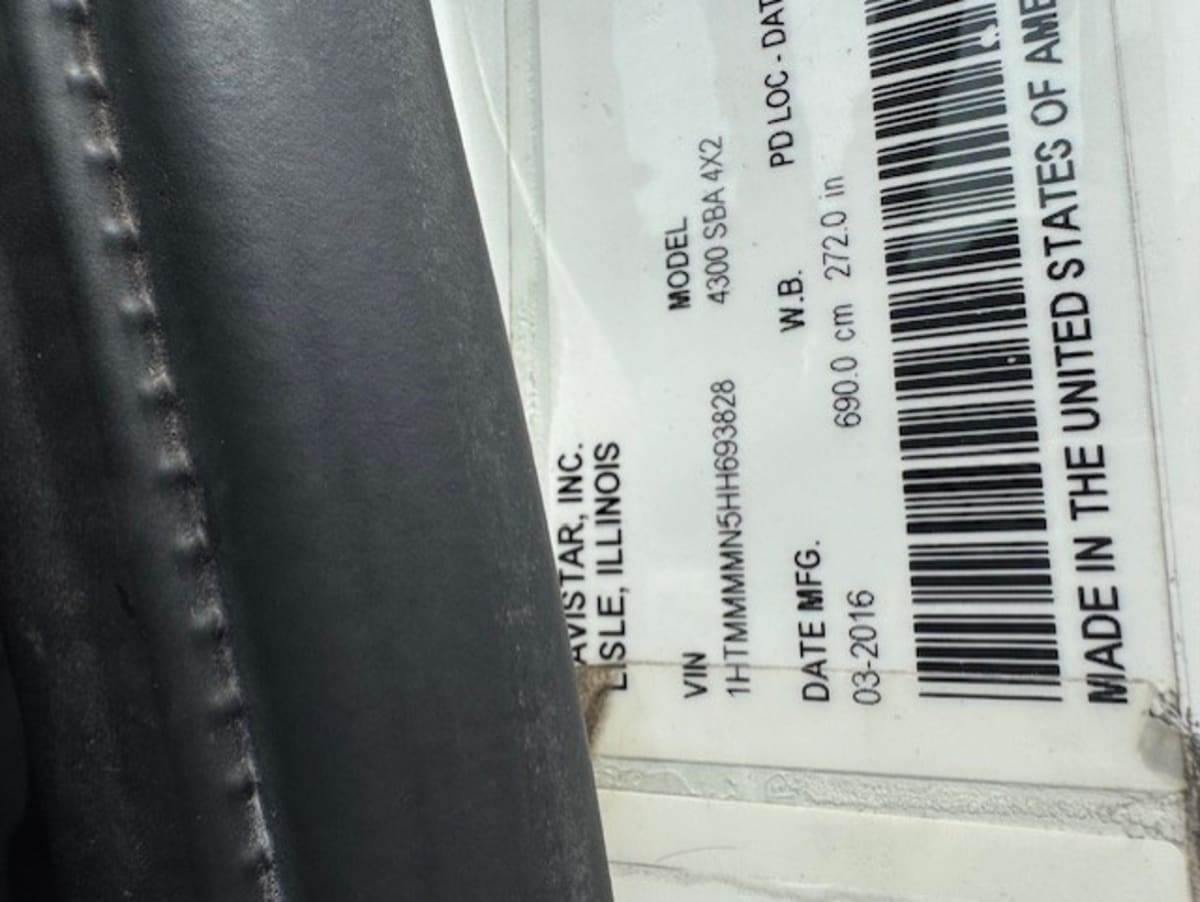 AVISTAR, INC.
LISLE, ILLINOIS
VIN MODEL
1HTMMMMN5HH693828 4300 SBA 4X2
DATE MFG. W.B. PD LOC - DAT
03-2016 690.0 cm 272.0 in
MADE IN THE UNITED STATES OF AME